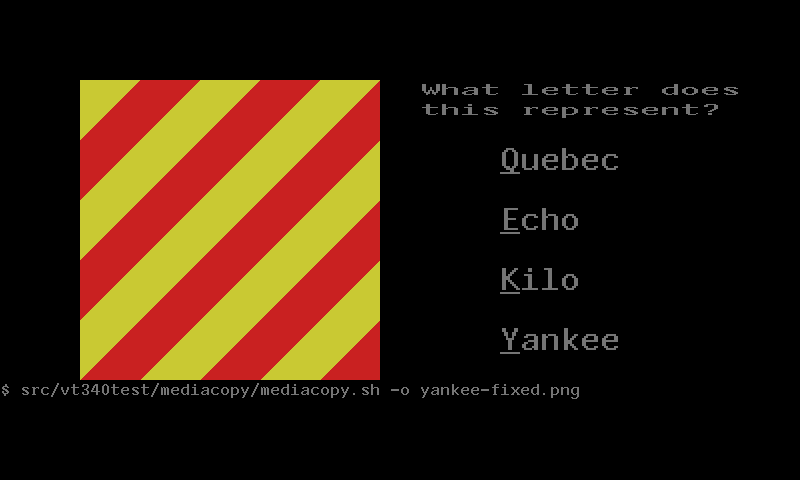 What letter does
this represent?
Quebec
Echo
Kilo
Yankee
$ src/vt340test/mediacopy/mediacopy.sh -o yankee-fixed.png